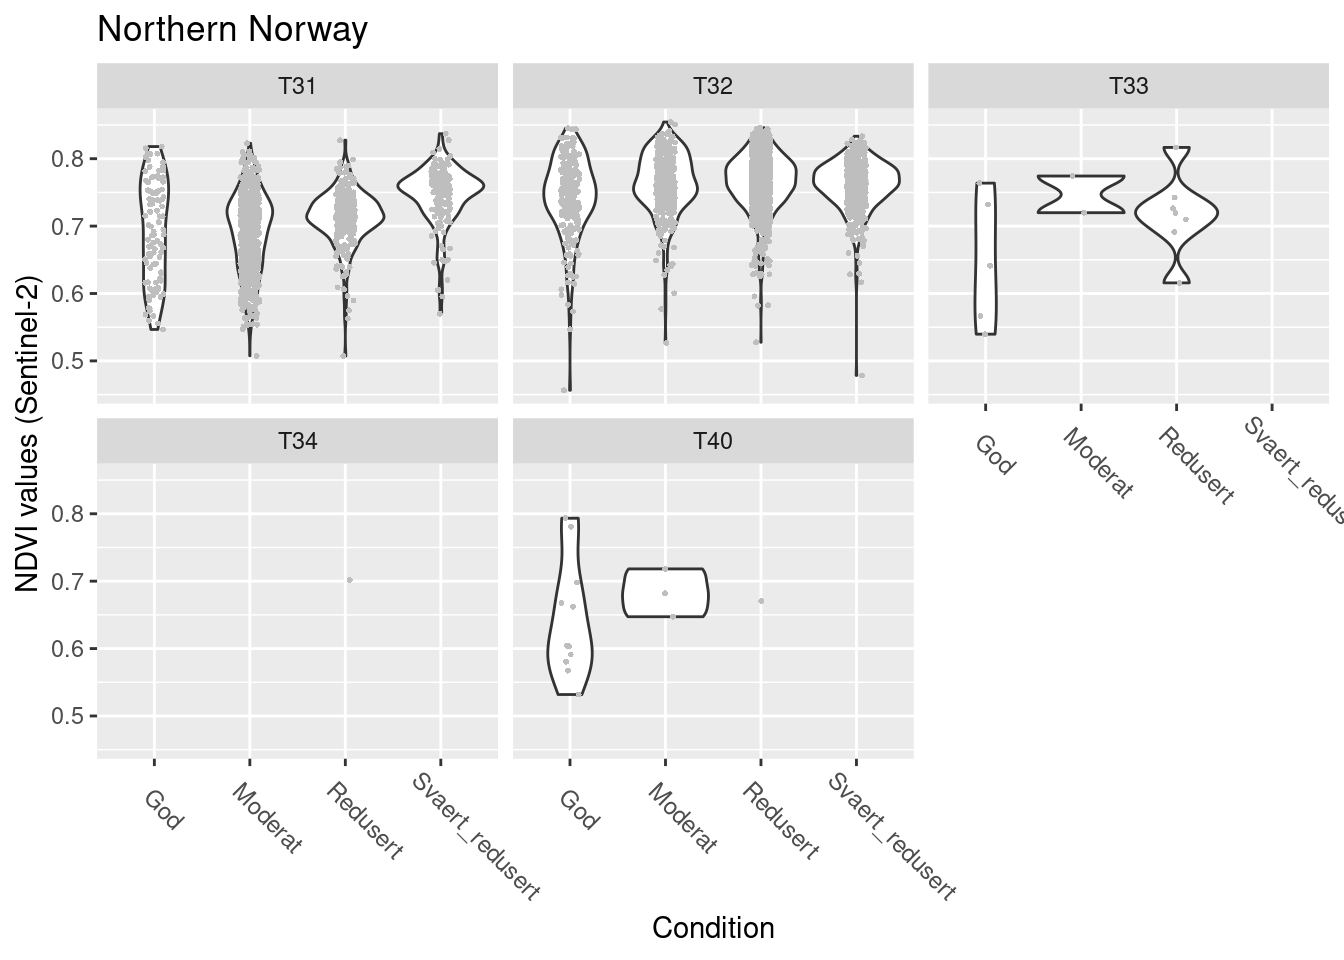 Northern Norway
T31
T32
T33
0.8
0.7
0.6
0.5
God
Moderat
Redusert
Svaert_redus
T34
T40
0.8
0.7
0.6
0.5
God
Moderat
Redusert
Svaert_redusert
God
Moderat
Redusert
Svaert_redusert
NDVI values (Sentinel-2)
Condition